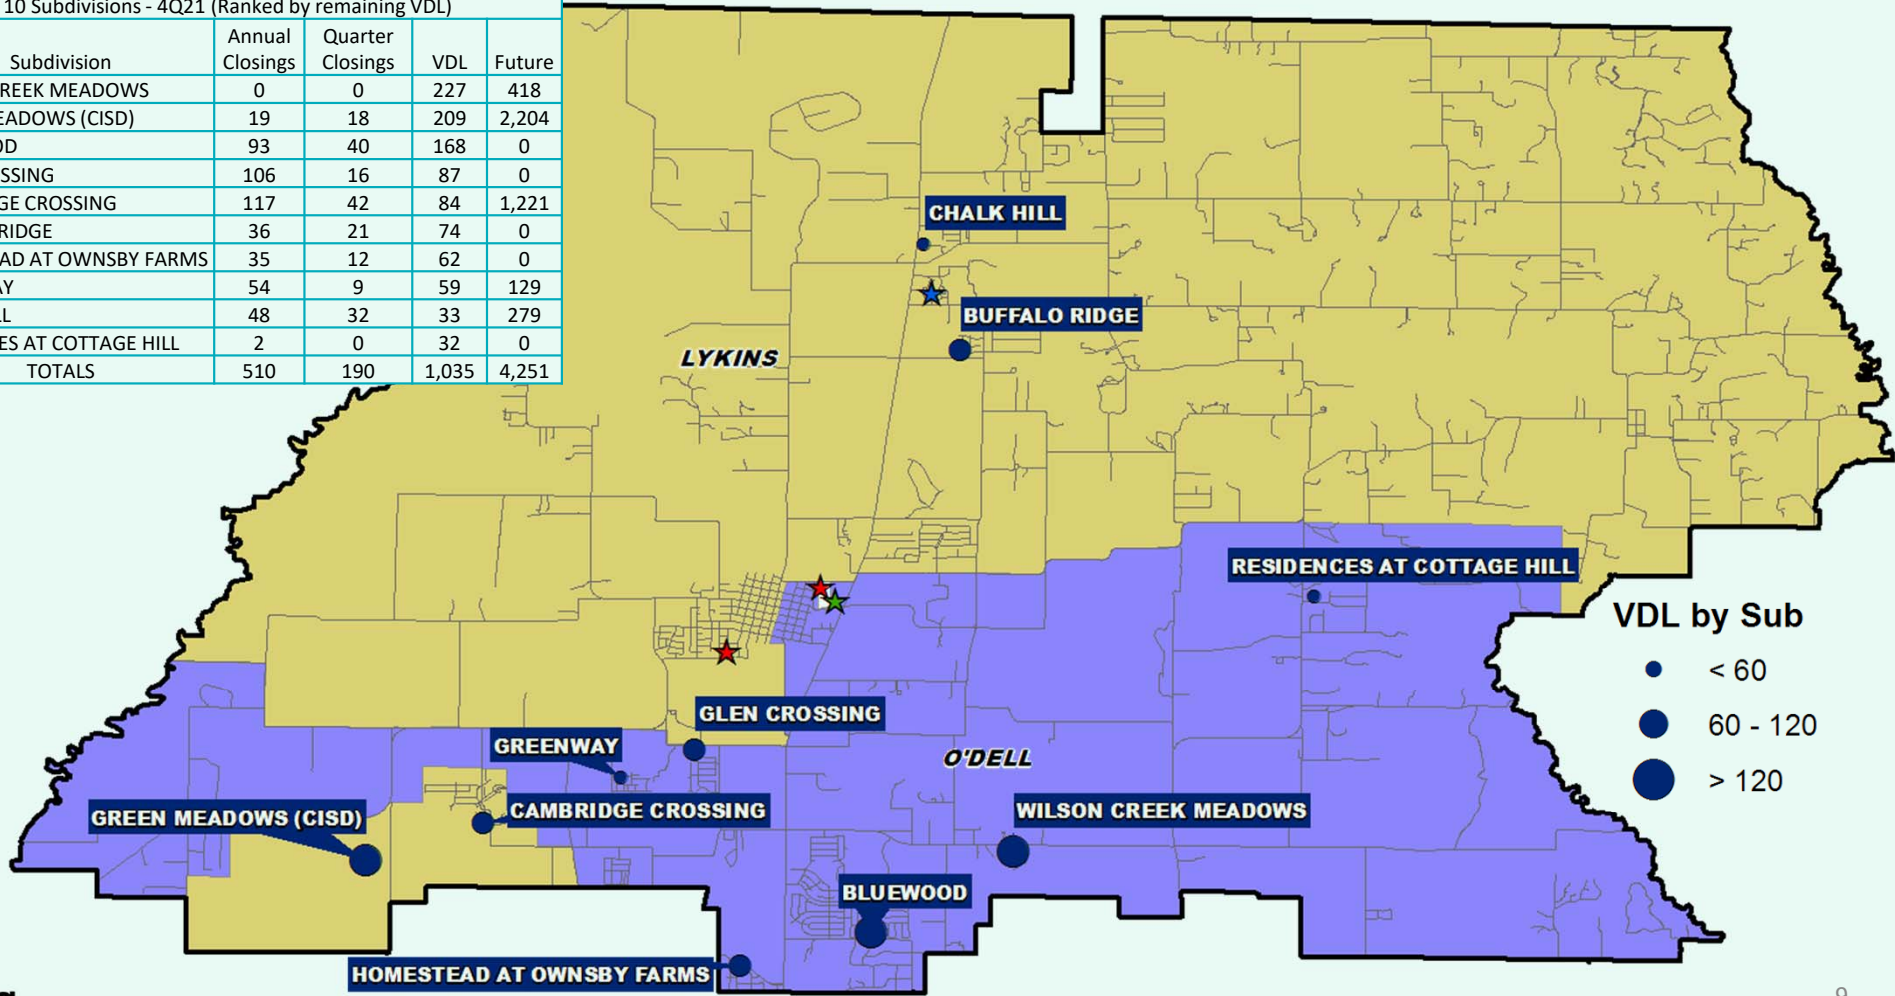 10 Subdivisions - 4Q21 (Ranked by remaining VDL)
Subdivision Annual Closings Quarter Closings VDL Future
REEK MEADOWS 0 0 227 418
EADOWS (CISD) 19 18 209 2,204
OD 93 40 168 0
SSING 106 16 87 0
GE CROSSING 117 42 84 1,221
RIDGE 36 21 74 0
AD AT OWNSBY FARMS 35 12 62 0
AY 54 9 59 129
LL 48 32 33 279
ES AT COTTAGE HILL 2 0 32 0
TOTALS 510 190 1,035 4,251
CHALK HILL
BUFFALO RIDGE
LYKINS
RESIDENCES AT COTTAGE HILL
VDL by Sub
< 60
60 - 120
> 120
GLEN CROSSING
GREENWAY
O'DELL
CAMBRIDGE CROSSING
WILSON CREEK MEADOWS
GREEN MEADOWS (CISD)
BLUEWOOD
HOMESTEAD AT OWNSBY FARMS